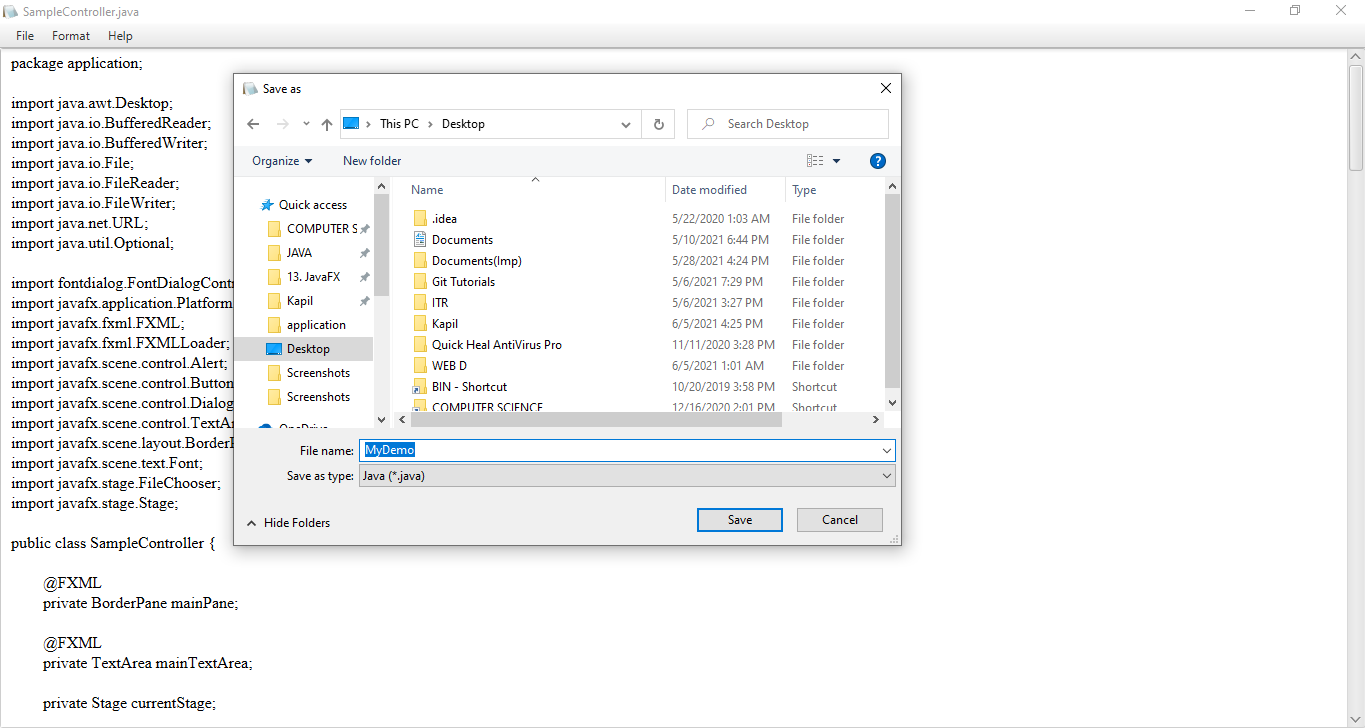 SampleController.java
File Format Help
package application;
import java.awt.Desktop;
import java.io.BufferedReader;
import java.io.BufferedWriter;
import java.io.File;
import java.io.FileReader;
import java.io.FileWriter;
import java.net.URL;
import java.util.Optional;
import fontdialog.FontDialogContr
import javafx.application.Platform
import javafx.fxml.FXML;
import javafx.fxml.FXMLLoader;
import javafx.scene.control.Alert;
import javafx.scene.control.Button
import javafx.scene.control.Dialog
import javafx.scene.control.TextAr
import javafx.scene.layout.BorderP
import javafx.scene.text.Font;
import javafx.stage.FileChooser;
import javafx.stage.Stage;
public class SampleController {
@FXML
private BorderPane mainPane;
@FXML
private TextArea mainTextArea;
private Stage currentStage;
Save as
This PC > Desktop
Search Desktop
Organize New folder
?
Quick access
COMPUTER S
JAVA
13. JavaFX
Kapil
application
Desktop
Screenshots
Screenshots
OneDrive
Name Date modified Type
.idea 5/22/2020 1:03 AM File folder
Documents 5/10/2021 6:44 PM File folder
Documents(Imp) 5/28/2021 4:24 PM File folder
Git Tutorials 5/6/2021 7:29 PM File folder
ITR 5/6/2021 3:27 PM File folder
Kapil 6/5/2021 4:25 PM File folder
Quick Heal AntiVirus Pro 11/11/2020 3:28 PM File folder
WEB D 6/5/2021 1:01 AM File folder
BIN - Shortcut 10/20/2019 3:58 PM Shortcut
COMPUTER SCIENCE 12/16/2020 2:01 PM Shortcut
File name: MyDemo
Save as type: Java (*.java)
Hide Folders
Save Cancel